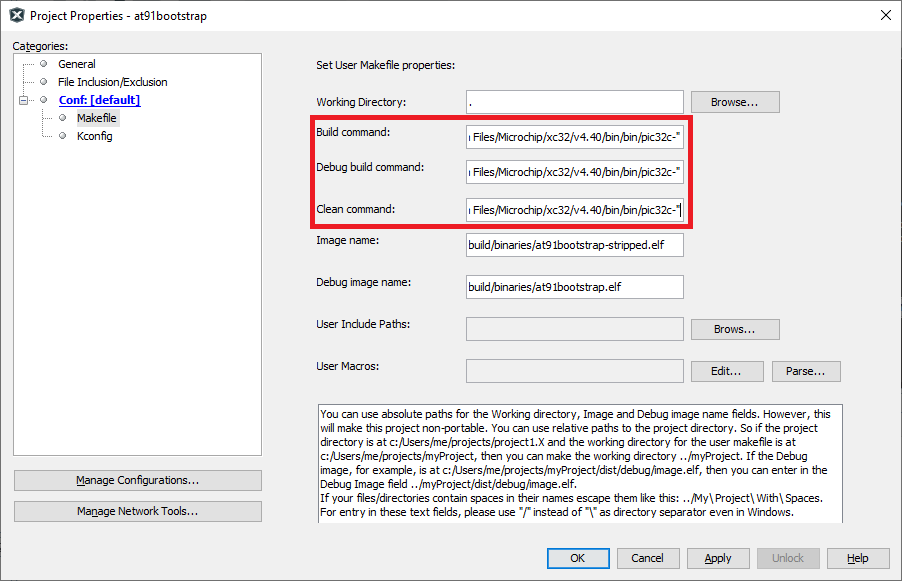 Project Properties - at91bootstrap
Categories:
General
File Inclusion/Exclusion
Conf: [default]
Makefile
Kconfig
Manage Configurations...
Manage Network Tools...
Set User Makefile properties:
Working Directory: . Browse...
Build command: Files/Microchip/xc32/v4.40/bin/bin/pic32c-"
Debug build command: Files/Microchip/xc32/v4.40/bin/bin/pic32c-"
Clean command: Files/Microchip/xc32/v4.40/bin/bin/pic32c-"
Image name: build/binaries/at91bootstrap-stripped.elf
Debug image name: build/binaries/at91bootstrap.elf
User Include Paths: Brows...
User Macros: Edit... Parse...
You can use absolute paths for the Working directory, Image and Debug image name fields. However, this
will make this project non-portable. You can use relative paths to the project directory. So if the project
directory is at c:/Users/me/projects/project1.X and the working directory for the user makefile is at
c:/Users/me/projects/myProject, then you can make the working directory ../myProject. If the Debug
image, for example, is at c:/Users/me/projects/myProject/dist/debug/image.elf, then you can enter in the
Debug Image field ../myProject/dist/debug/image.elf.
If your files/directories contain spaces in their names escape them like this: ../My\ Project\ With\ Spaces.
For entry in these text fields, please use "/" instead of "\" as directory separator even in Windows.
OK Cancel Apply Unlock Help